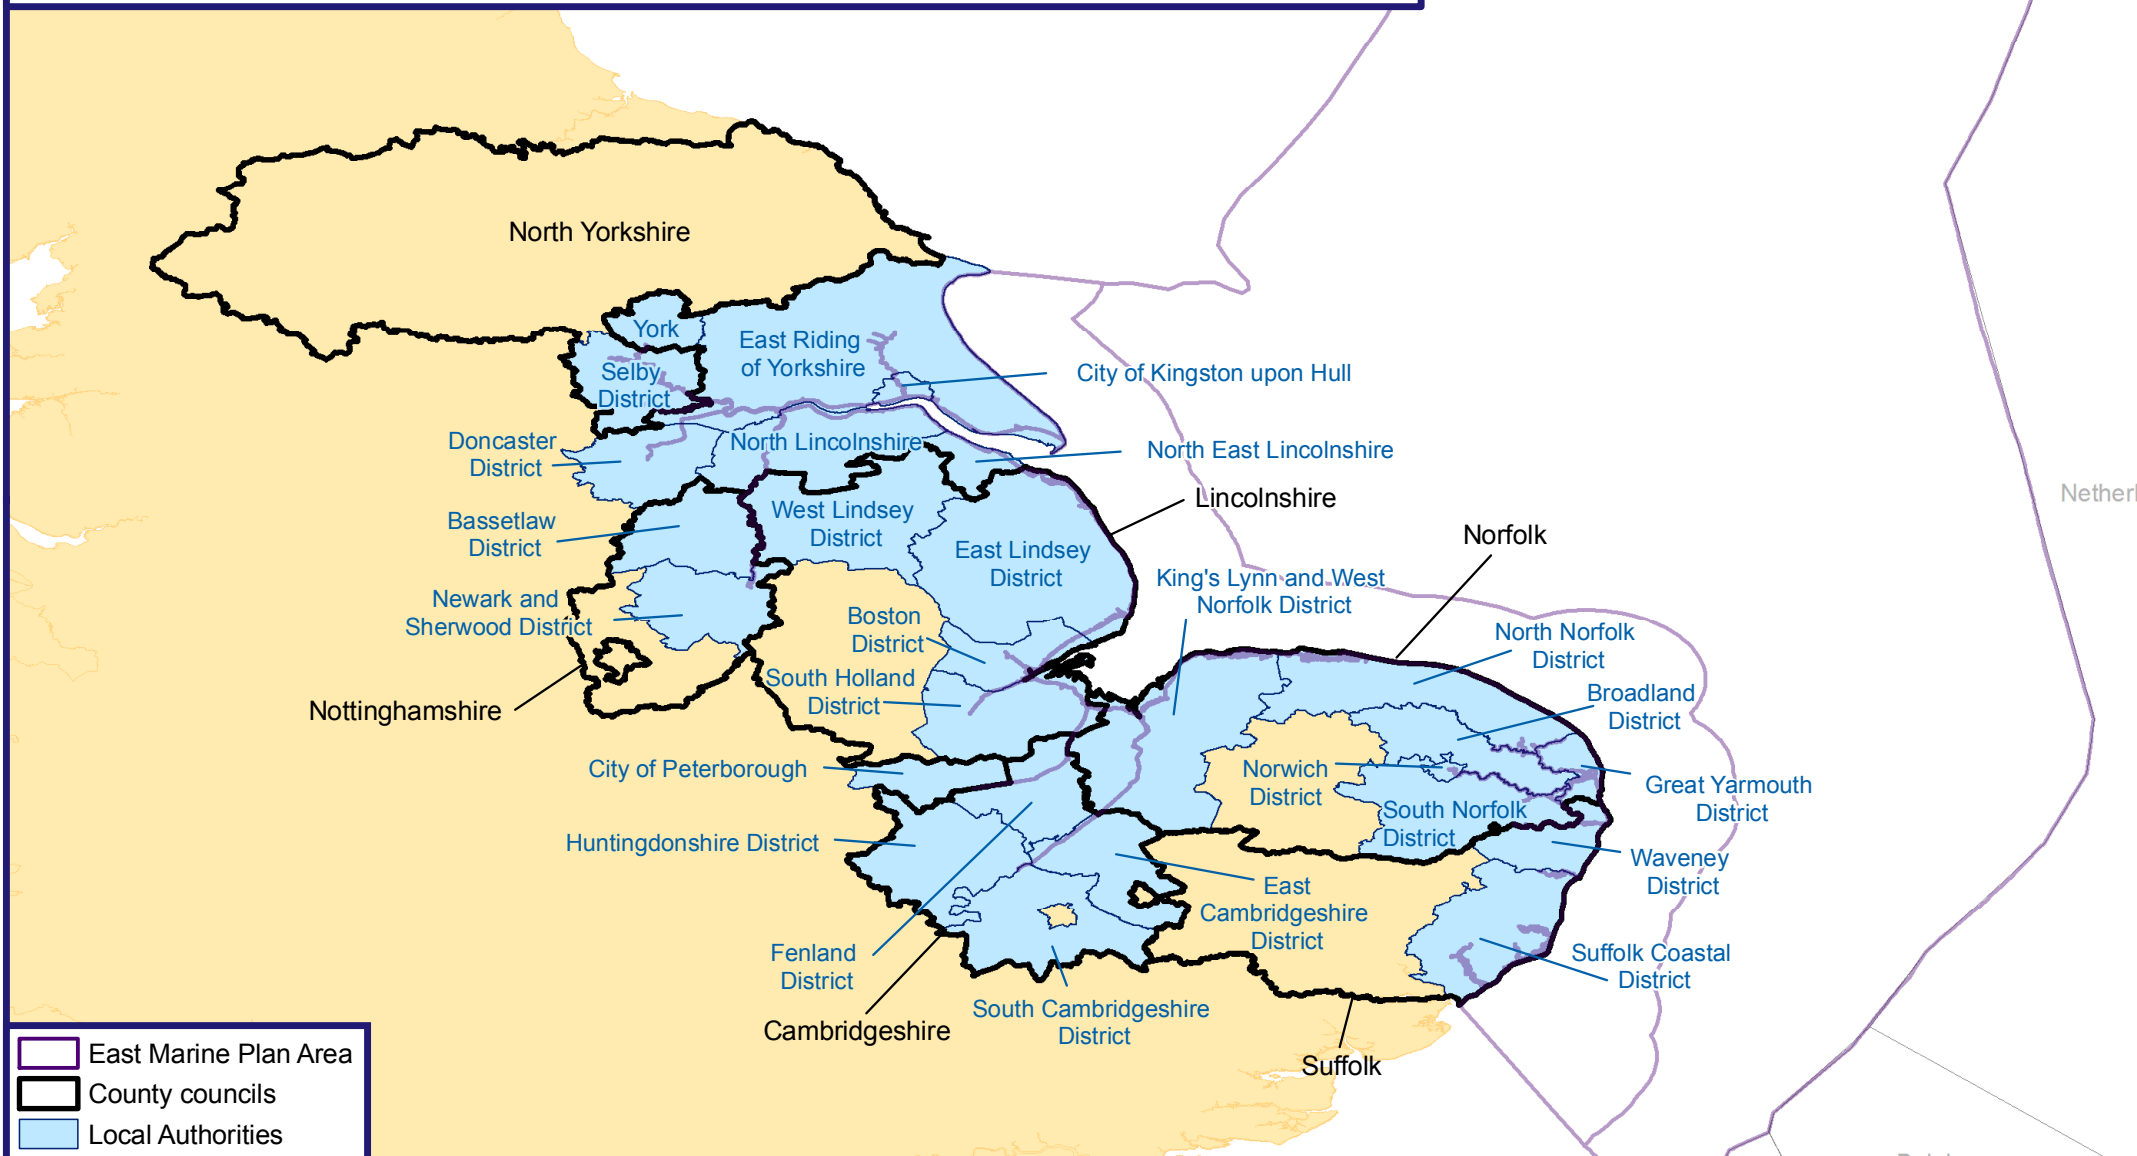 North Yorkshire
York
East Riding
of Yorkshire
Selby
District
City of Kingston upon Hull
Doncaster
District
North Lincolnshire
North East Lincolnshire
Lincolnshire
Bassetlaw
District
West Lindsey
District
East Lindsey
District
Norfolk
King's Lynn and West
Norfolk District
Newark and
Sherwood District
Boston
District
North Norfolk
District
South Holland
District
Broadland
District
Nottinghamshire
City of Peterborough
Norwich
District
Great Yarmouth
District
South Norfolk
District
Huntingdonshire District
Waveney
District
East
Cambridgeshire
District
Fenland
District
Suffolk Coastal
District
South Cambridgeshire
District
Cambridgeshire
Suffolk
East Marine Plan Area
County councils
Local Authorities